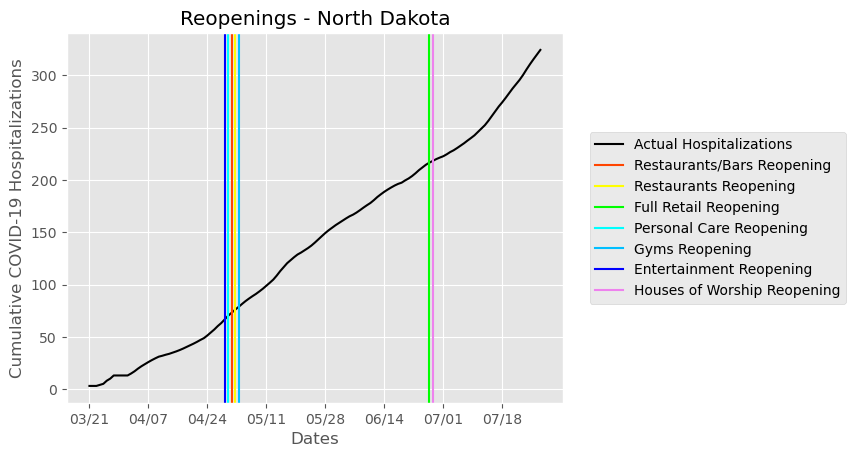 Reopenings - North Dakota
Cumulative COVID-19 Hospitalizations
300
250
200
150
100
50
0
03/21 04/07 04/24 05/11 05/28 06/14 07/01 07/18
Dates
Actual Hospitalizations
Restaurants/Bars Reopening
Restaurants Reopening
Full Retail Reopening
Personal Care Reopening
Gyms Reopening
Entertainment Reopening
Houses of Worship Reopening